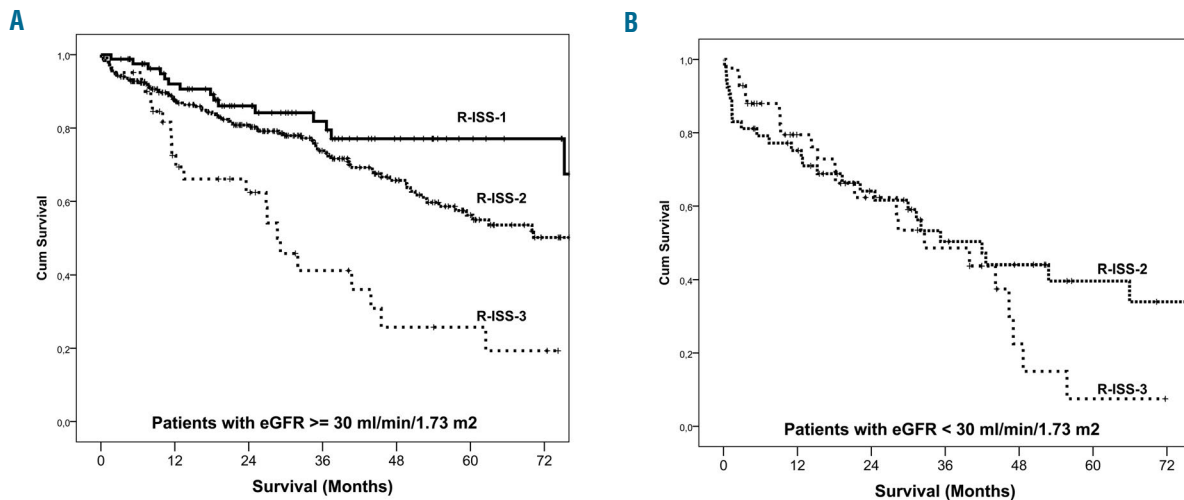 A
Cum Survival
1,0
0,8
0,6
0,4
0,2
0,0
R-ISS-1
R-ISS-2
R-ISS-3
Patients with eGFR >= 30 ml/min/1.73 m2
0 12 24 36 48 60 72
Survival (Months)
B
Cum Survival
1,0
0,8
0,6
0,4
0,2
0,0
R-ISS-2
R-ISS-3
Patients with eGFR < 30 ml/min/1.73 m2
0 12 24 36 48 60 72
Survival (Months)